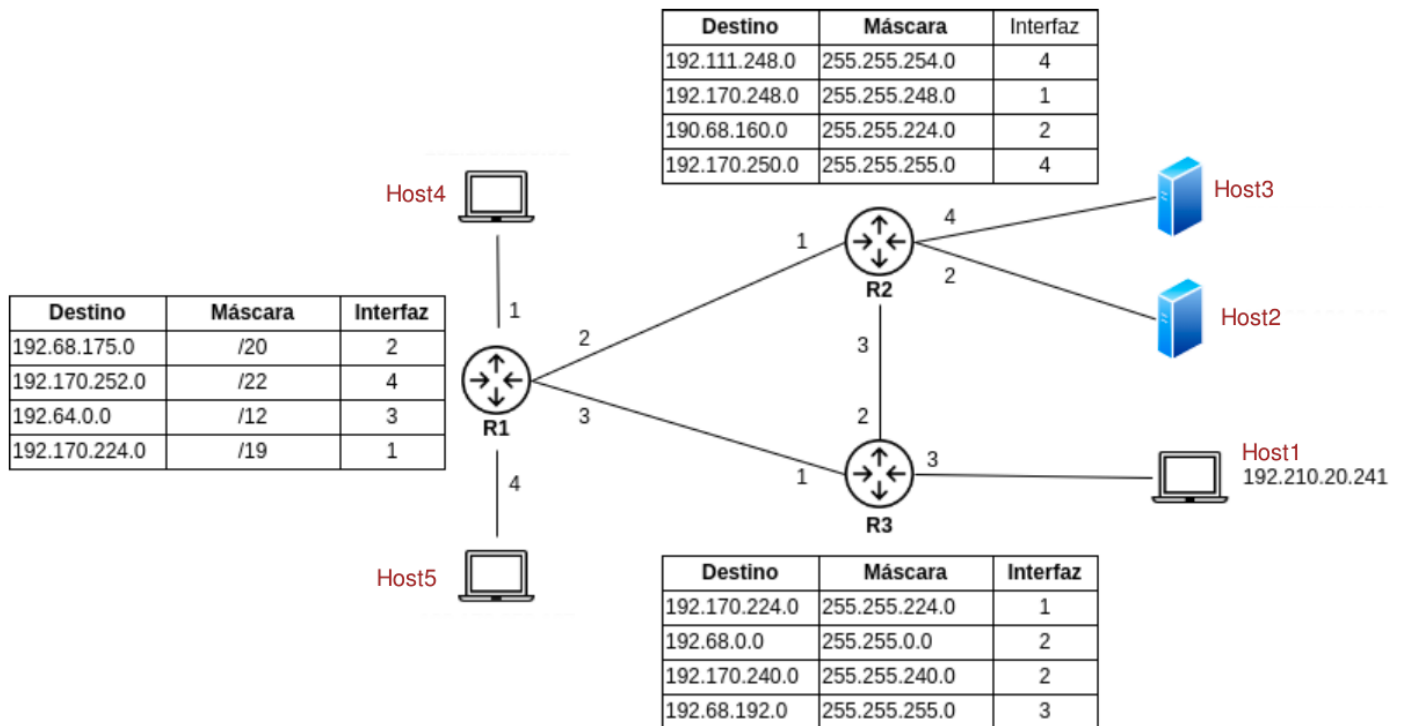 Destino Máscara Interfaz
192.111.248.0 255.255.254.0 4
192.170.248.0 255.255.248.0 1
190.68.160.0 255.255.224.0 2
192.170.250.0 255.255.255.0 4
Host4
Host3
4
1
R2
2
Host2
Destino Máscara Interfaz
192.68.175.0 /20 2
192.170.252.0 /22 4
192.64.0.0 /12 3
192.170.224.0 /19 1
1
2
3
R1
3
2
4
1
3
R3
Host1
192.210.20.241
Host5
Destino Máscara Interfaz
192.170.224.0 255.255.224.0 1
192.68.0.0 255.255.0.0 2
192.170.240.0 255.255.240.0 2
192.68.192.0 255.255.255.0 3